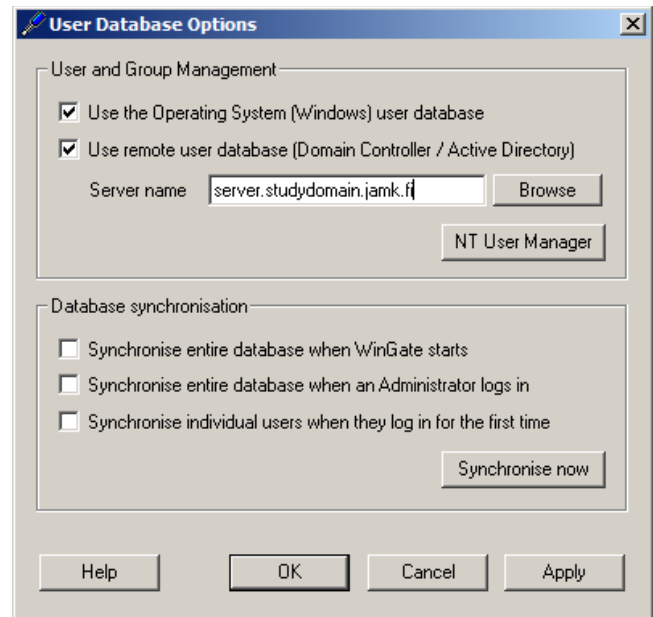 User Database Options
User and Group Management
Use the Operating System (Windows) user database
Use remote user database (Domain Controller / Active Directory)
Server name server.studydomain.jamk.fi Browse
NT User Manager
Database synchronisation
Synchronise entire database when WinGate starts
Synchronise entire database when an Administrator logs in
Synchronise individual users when they log in for the first time
Synchronise now
Help OK Cancel Apply